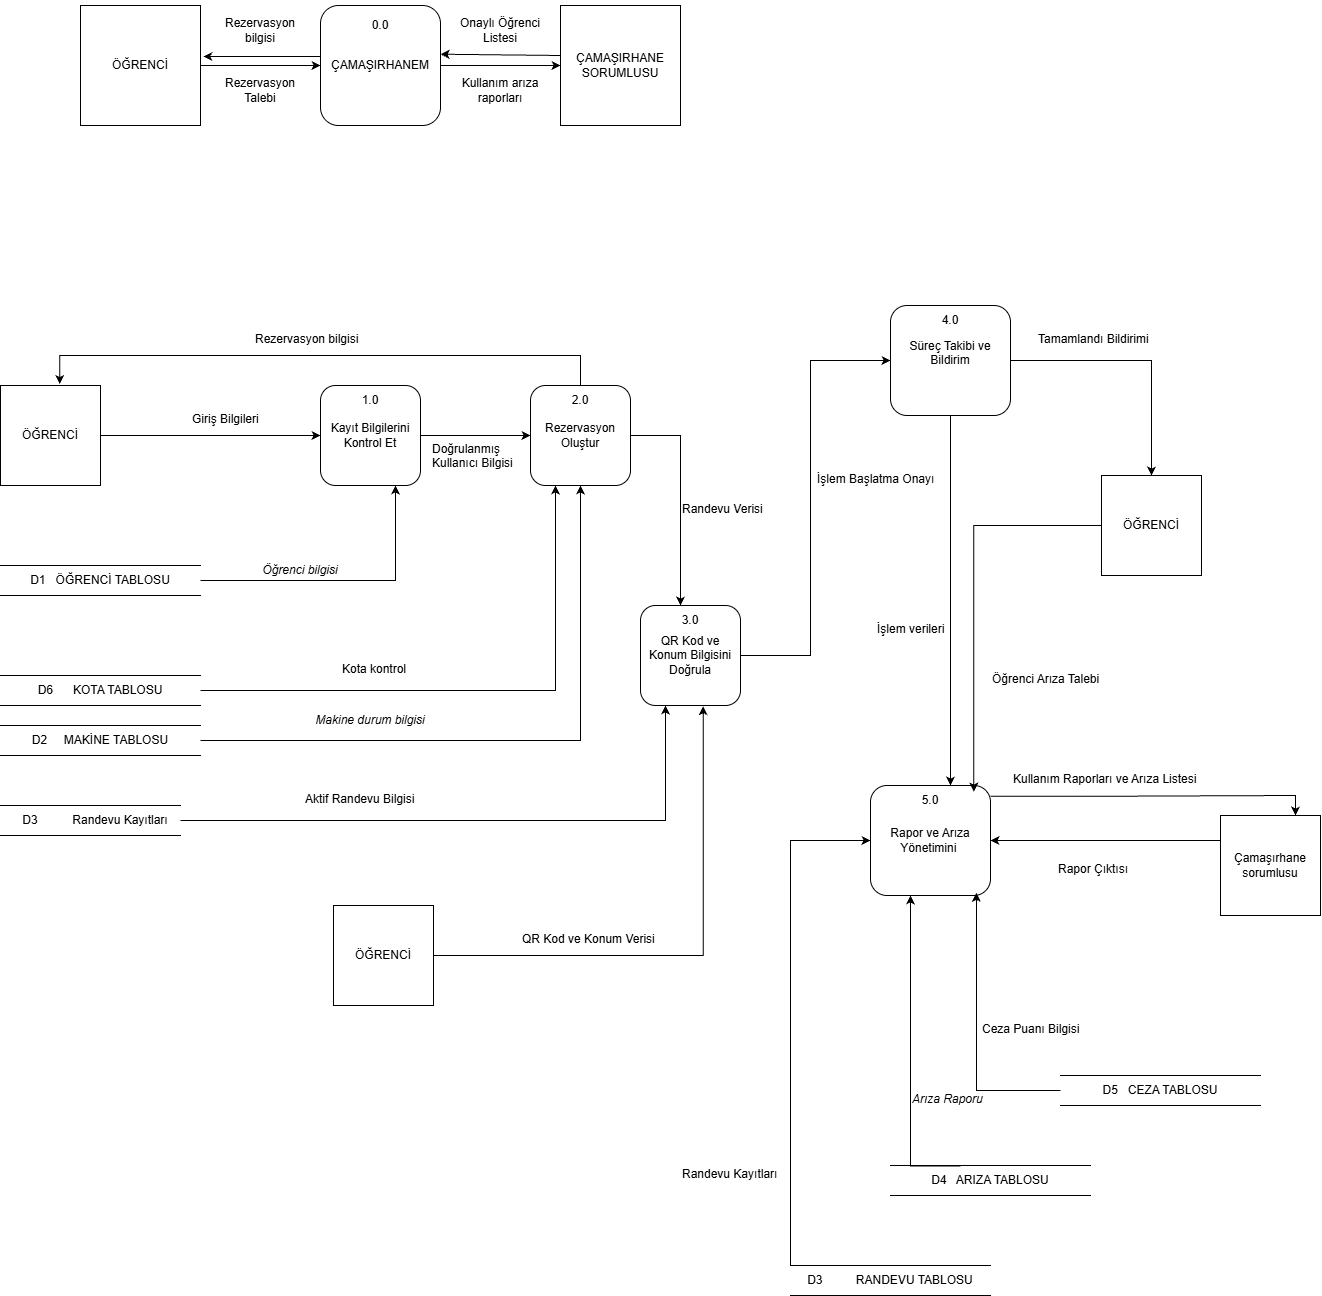 Rezervasyon
bilgisi
0.0
Onaylı Öğrenci
Listesi
ÖĞRENCİ
ÇAMAŞIRHANEM
ÇAMAŞIRHANE
SORUMLUSU
Rezervasyon
Talebi
Kullanım arıza
raporları
4.0
Süreç Takibi ve
Bildirim
Tamamlandı Bildirimi
Rezervasyon bilgisi
ÖĞRENCİ
Giriş Bilgileri
1.0
Kayıt Bilgilerini
Kontrol Et
Doğrulanmış
Kullanıcı Bilgisi
2.0
Rezervasyon
Oluştur
İşlem Başlatma Onayı
Randevu Verisi
ÖĞRENCİ
Öğrenci bilgisi
D1 ÖĞRENCİ TABLOSU
3.0
QR Kod ve
Konum Bilgisini
Doğrula
İşlem verileri
Öğrenci Arıza Talebi
Kota kontrol
D6 KOTA TABLOSU
Makine durum bilgisi
D2 MAKİNE TABLOSU
Aktif Randevu Bilgisi
D3 Randevu Kayıtları
Kullanım Raporları ve Arıza Listesi
5.0
Rapor ve Arıza
Yönetimini
Çamaşırhane
sorumlusu
Rapor Çıktısı
ÖĞRENCİ
QR Kod ve Konum Verisi
Ceza Puanı Bilgisi
D5 CEZA TABLOSU
Arıza Raporu
Randevu Kayıtları
D4 ARIZA TABLOSU
D3 RANDEVU TABLOSU